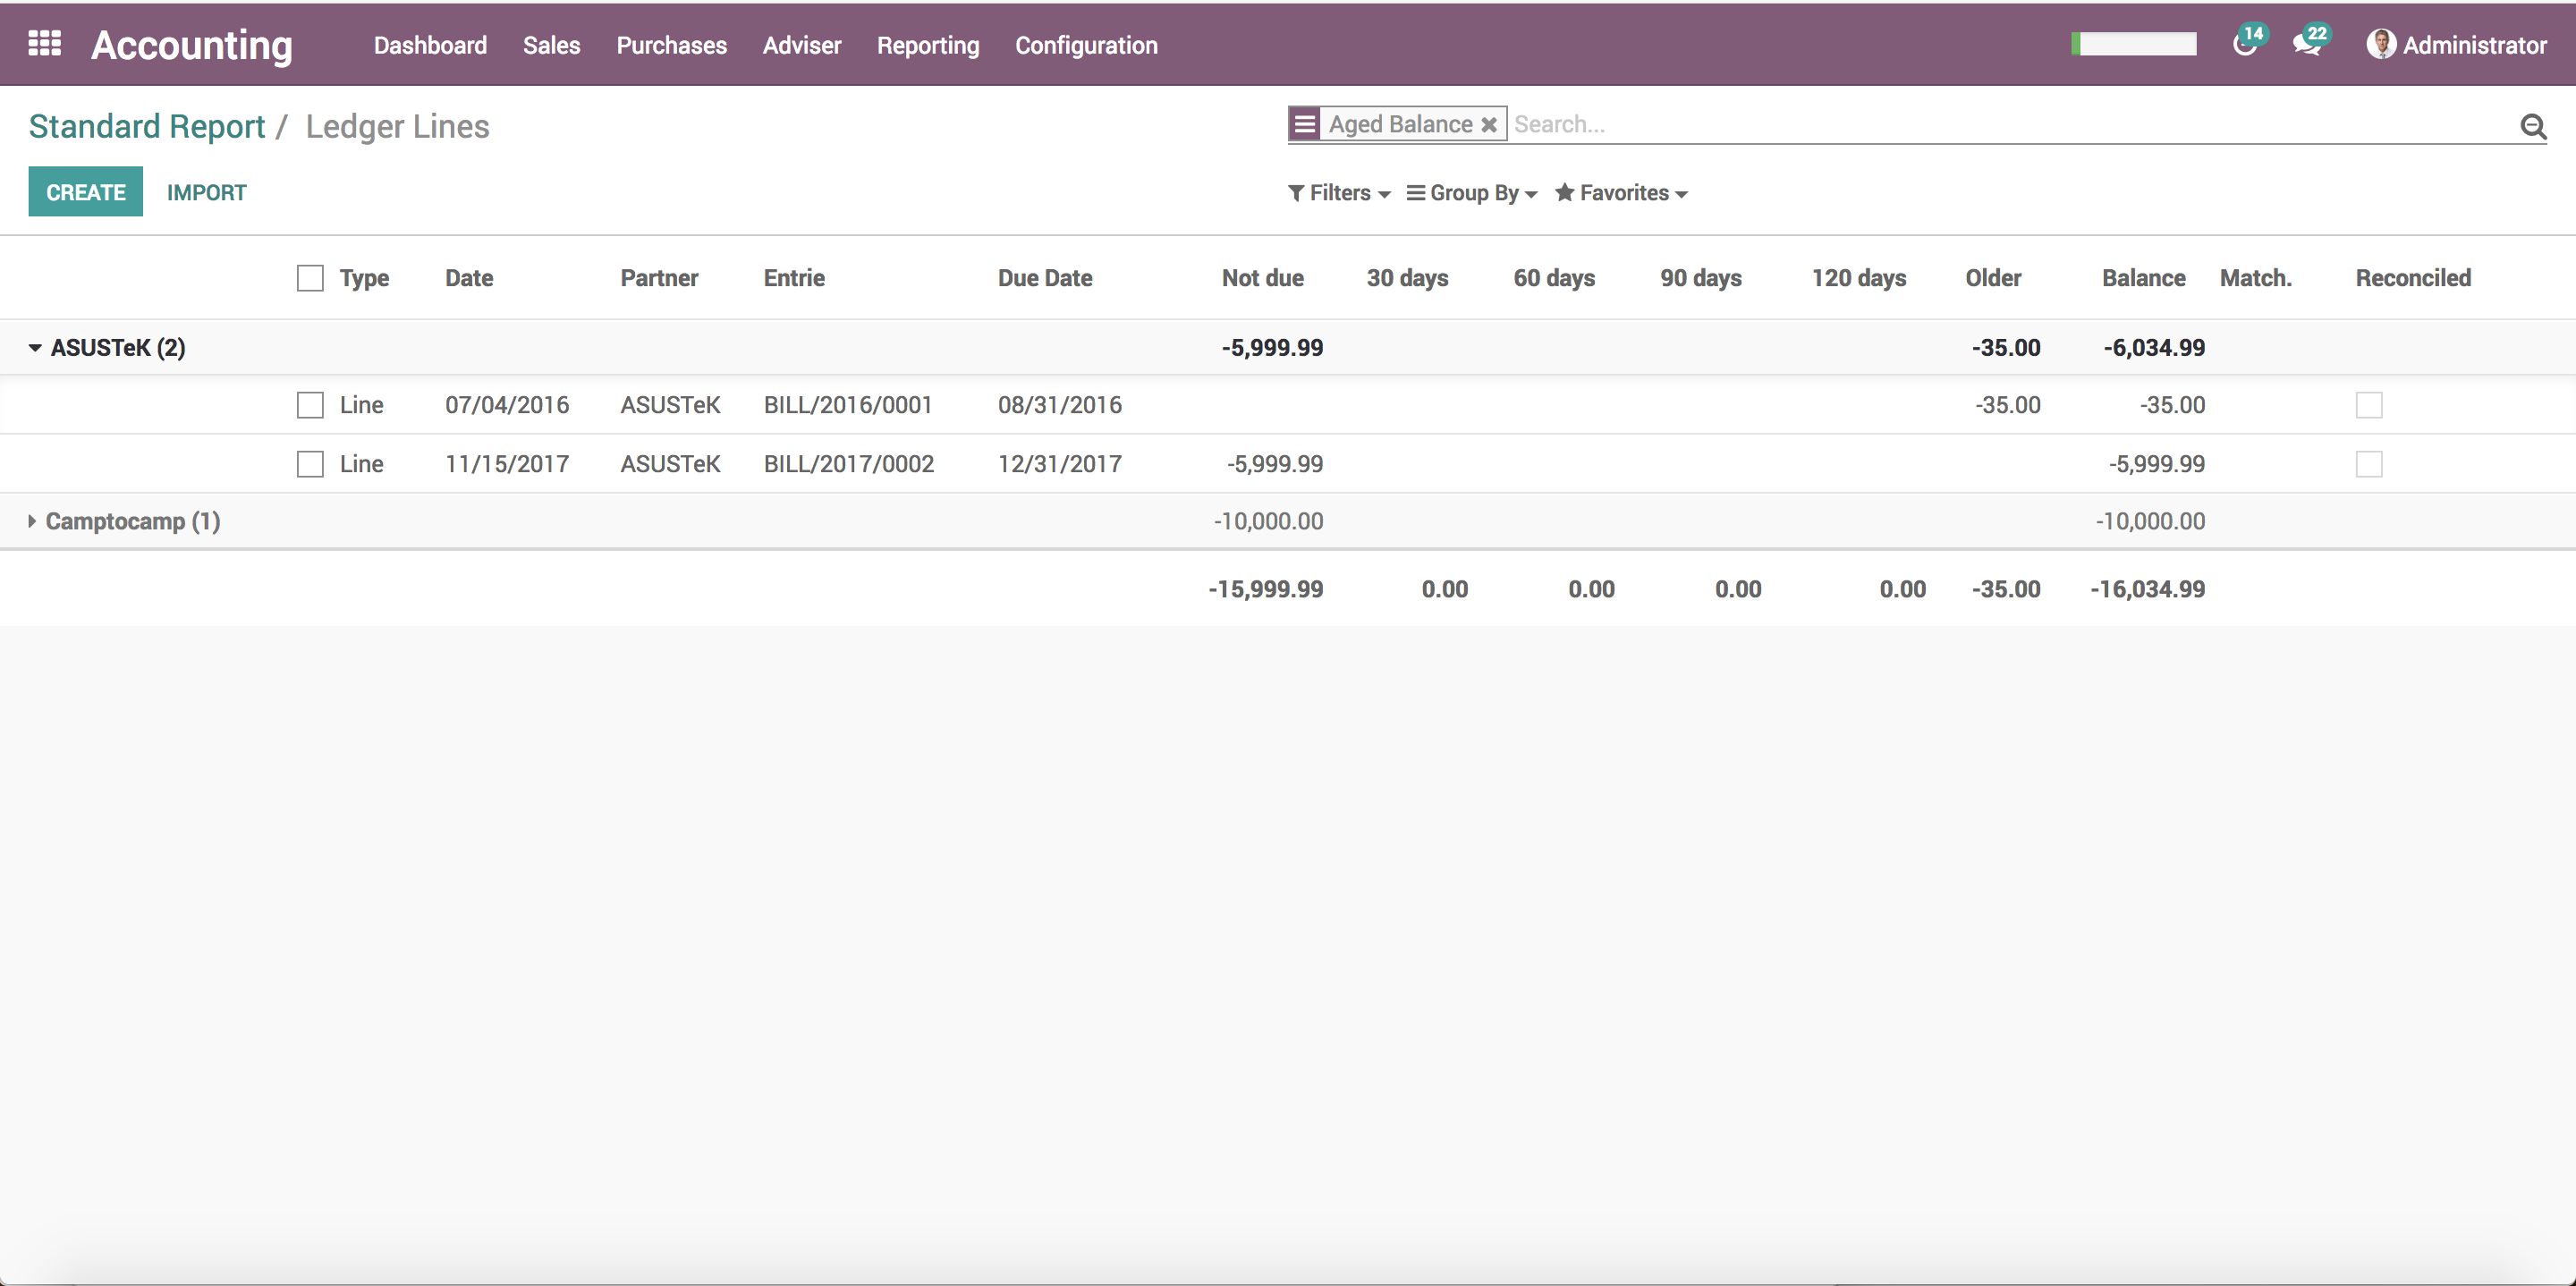 Accounting Dashboard Sales Purchases Adviser Reporting Configuration 14 22 Administrator
Standard Report / Ledger Lines Aged Balance Search...
CREATE IMPORT Filters Group By Favorites
Type Date Partner Entrie Due Date Not due 30 days 60 days 90 days 120 days Older Balance Match. Reconciled
ASUSTeK (2) -5,999.99 -35.00 -6,034.99
Line 07/04/2016 ASUSTeK BILL/2016/0001 08/31/2016 -35.00 -35.00
Line 11/15/2017 ASUSTeK BILL/2017/0002 12/31/2017 -5,999.99 -5,999.99
Camptocamp (1) -10,000.00 -10,000.00
-15,999.99 0.00 0.00 0.00 0.00 -35.00 -16,034.99